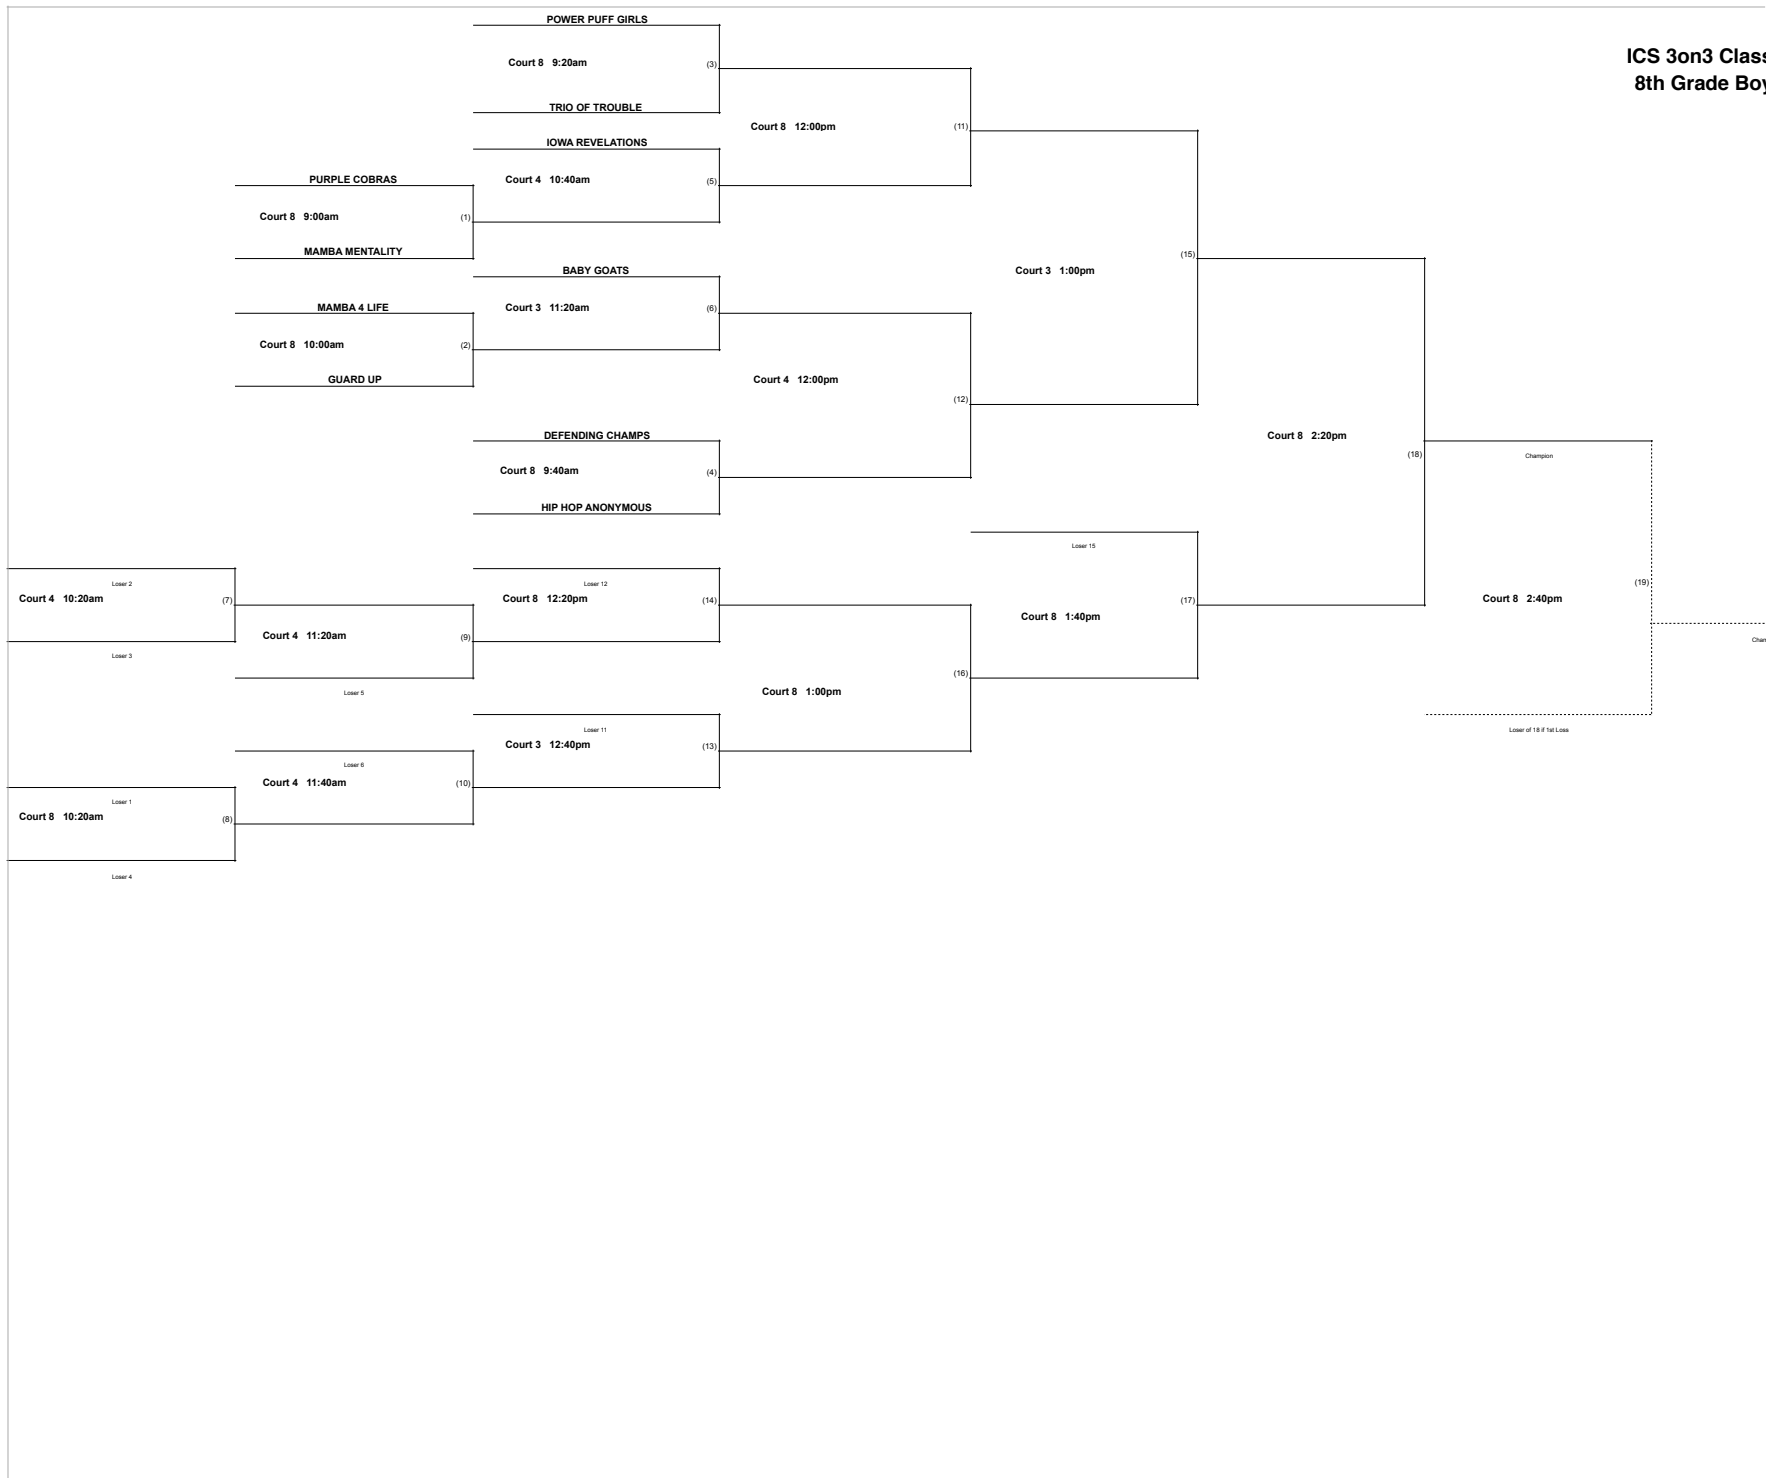 POWER PUFF GIRLS
ICS 3on3 Class
8th Grade Boy
Court 8 9:20am
(3)
TRIO OF TROUBLE
Court 8 12:00pm
(11)
IOWA REVELATIONS
PURPLE COBRAS
Court 4 10:40am
(5)
Court 8 9:00am
(1)
MAMBA MENTALITY
(15)
BABY GOATS
Court 3 1:00pm
MAMBA 4 LIFE
Court 3 11:20am
(6)
Court 8 10:00am
(2)
GUARD UP
Court 4 12:00pm
(12)
DEFENDING CHAMPS
Court 8 2:20pm
(18)
Champion
Court 8 9:40am
(4)
HIP HOP ANONYMOUS
Loser 15
Loser 2
Loser 12
(19)
Court 4 10:20am
(7)
Court 8 12:20pm
(14)
Court 8 1:40pm
(17)
Court 8 2:40pm
Court 4 11:20am
(9)
Loser 3
Cham
Loser 5
Court 8 1:00pm
(16)
Loser 11
Loser of 18 if 1st Loss
Court 3 12:40pm
(13)
Loser 6
Court 4 11:40am
(10)
Loser 1
Court 8 10:20am
(8)
Loser 4